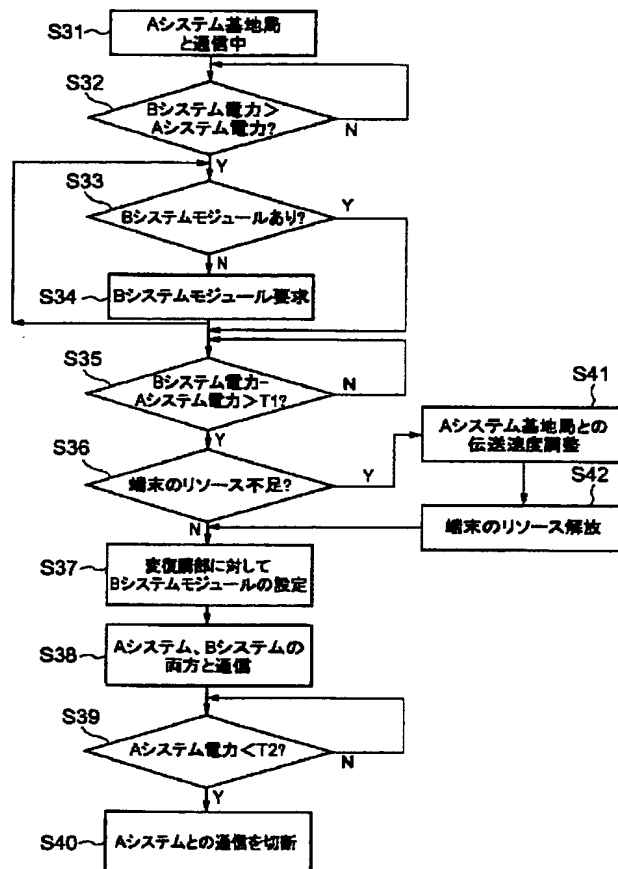 S31
Aシステム基地局
と通信中
S32
Bシステム電力>
Aシステム電力?
N
Y
S33
Bシステムモジュールあり?
Y
N
S34
Bシステムモジュール要求
S35
Bシステム電力-
Aシステム電力>T1?
N
Y
S36
端末のリソース不足?
Y
N
S41
Aシステム基地局との
伝送速度調整
S42
端末のリソース解放
S37
変復調部に対して
Bシステムモジュールの設定
S38
Aシステム、Bシステムの
両方と通信
S39
Aシステム電力<T2?
N
Y
S40
Aシステムとの通信を切断